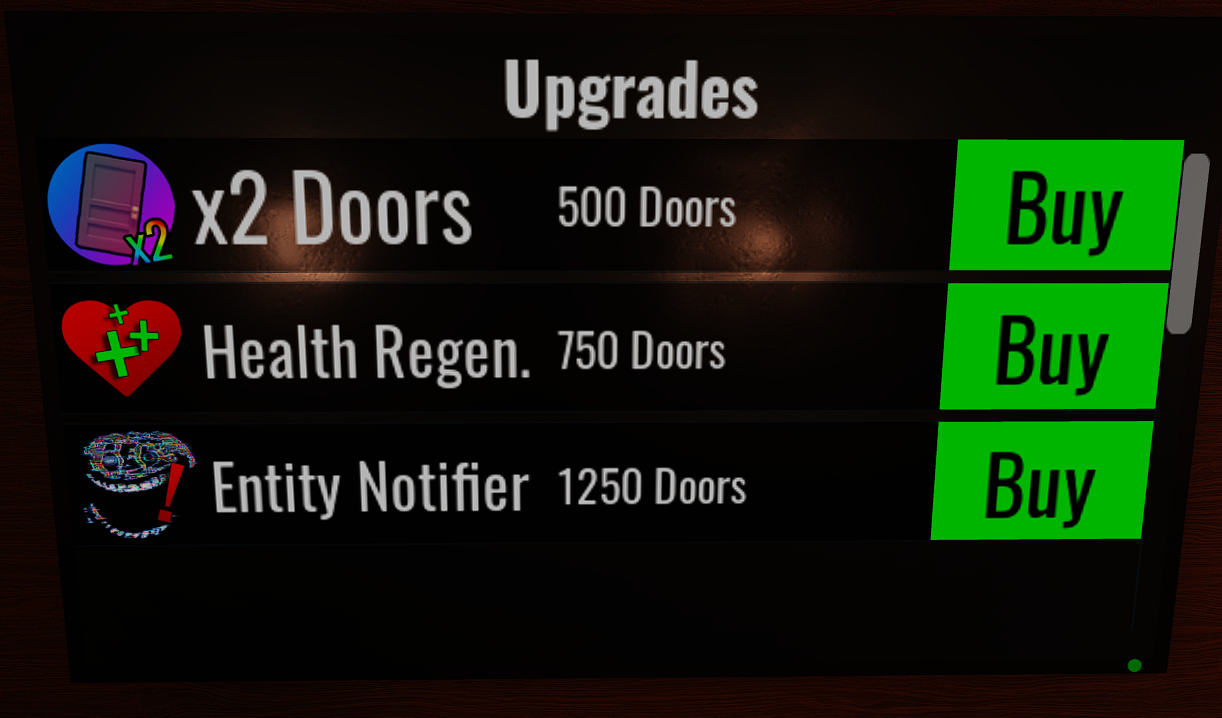 Upgrades
x2
x2 Doors 500 Doors Buy
Health Regen. 750 Doors Buy
!
Entity Notifier 1250 Doors Buy